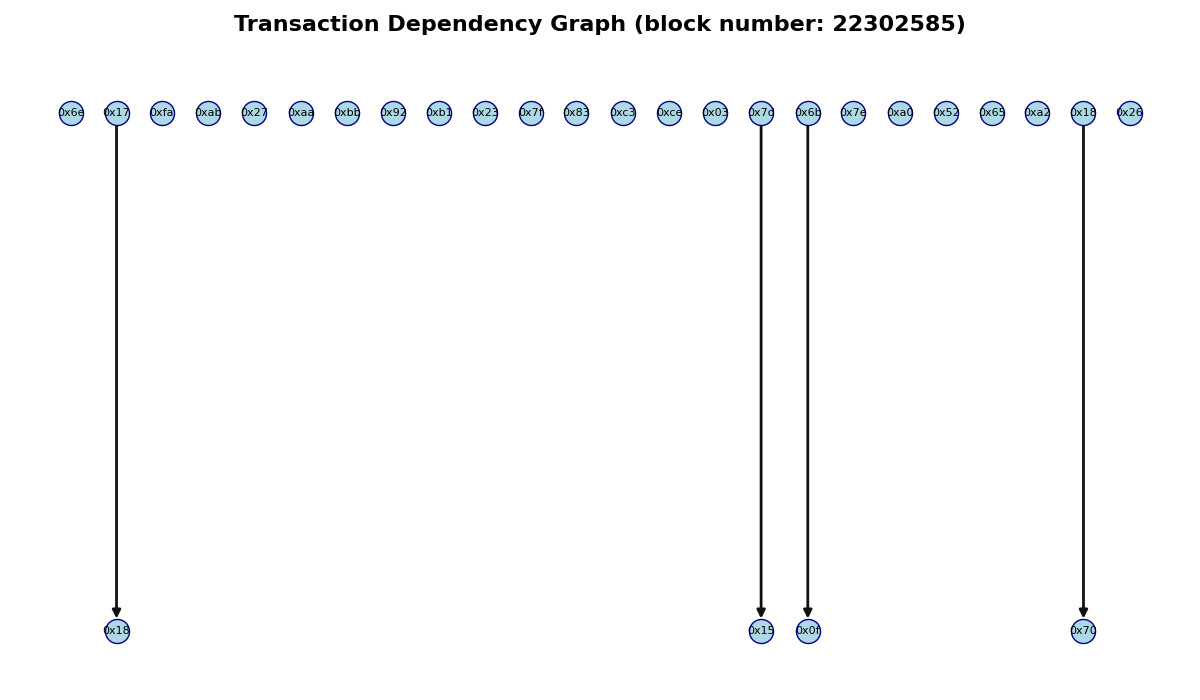 Transaction Dependency Graph (block number: 22302585)
0x6e 0x17 0xfa 0xab 0x27 0xaa 0xbb 0x92 0xb1 0x23 0x7f 0x83 0xc3 0xce 0x03 0x7d 0x6b 0x7e 0xa0 0x52 0x65 0xa2 0x18 0x26
0x18 0x15 0x0f 0x70